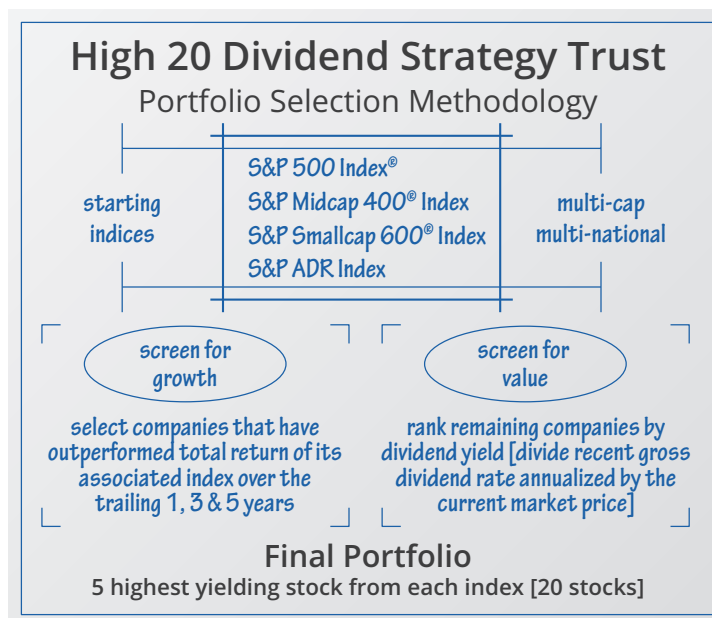 High 20 Dividend Strategy Trust
Portfolio Selection Methodology
starting
indices
S&P 500 Index®
S&P Midcap 400® Index
S&P Smallcap 600® Index
S&P ADR Index
multi-cap
multi-national
screen for
growth
select companies that have
outperformed total return of its
associated index over the
trailing 1, 3 & 5 years
screen for
value
rank remaining companies by
dividend yield [divide recent gross
dividend rate annualized by the
current market price]
Final Portfolio
5 highest yielding stock from each index [20 stocks]